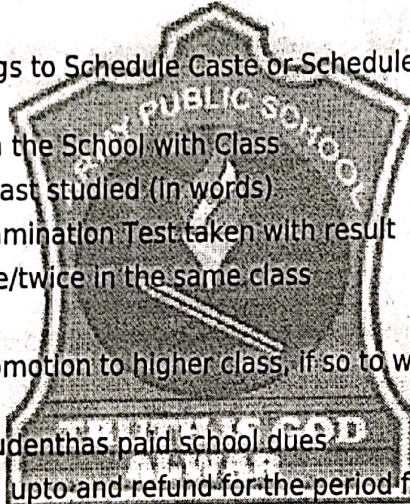 gs to Schedule Caste or Schedule
PUBLIC SCHOOL
the School with Class
ast studied (in words)
amination Test taken with result
e/twice in the same class
omotion to higher class, if so to w
udenthas paid school dues
TRUTH IS GOD
ALWAR
upto and refund for the period f